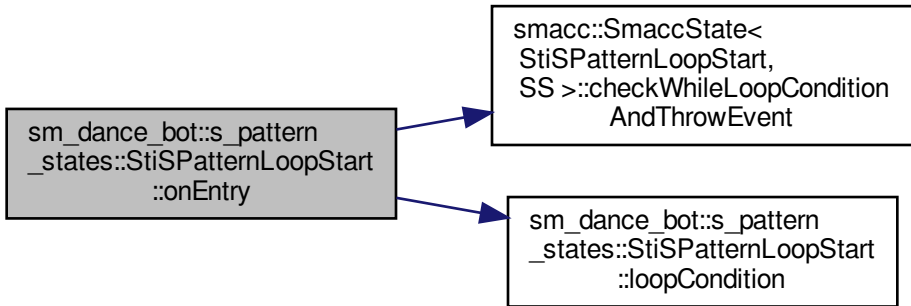 sm_dance_bot::s_pattern
_states::StiSPatternLoopStart
::onEntry
smacc::SmaccState<
StiSPatternLoopStart,
SS >::checkWhileLoopCondition
AndThrowEvent
sm_dance_bot::s_pattern
_states::StiSPatternLoopStart
::loopCondition